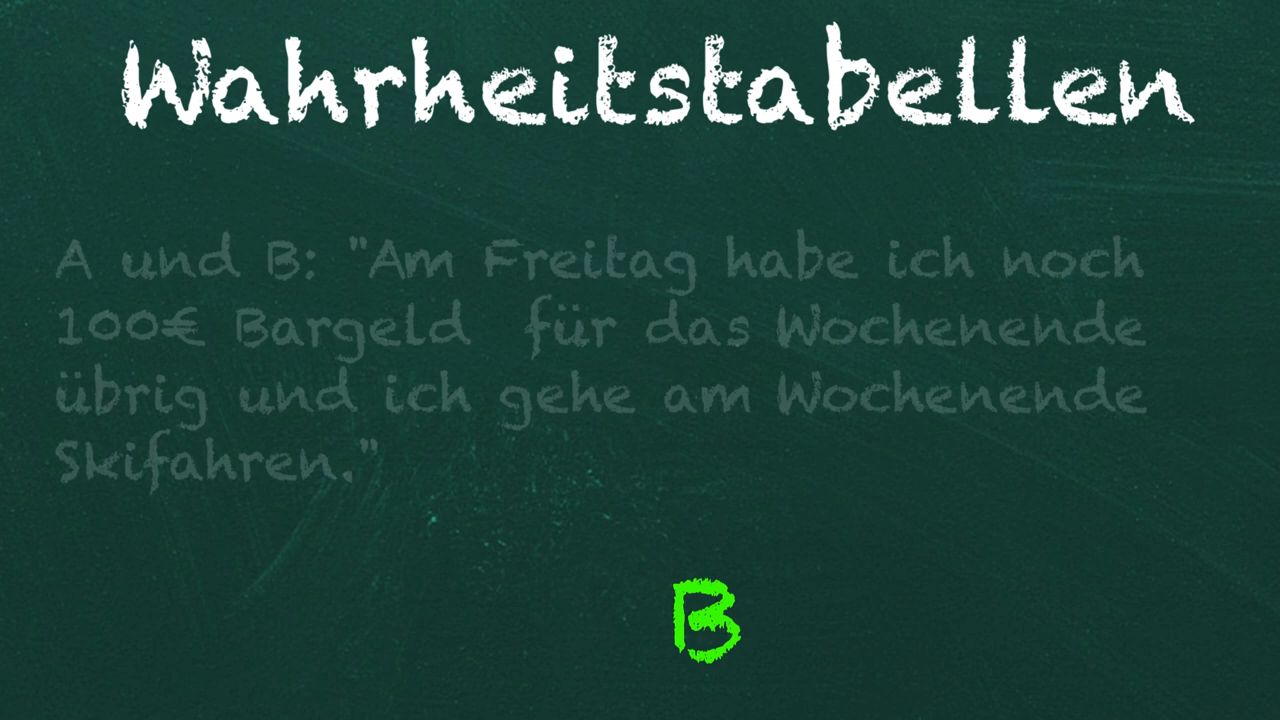 Wahrheitstabellen
A und B: "Am Freitag habe ich noch
100€ Bargeld für das Wochenende
übrig und ich gehe am Wochenende
Skifahren."
B